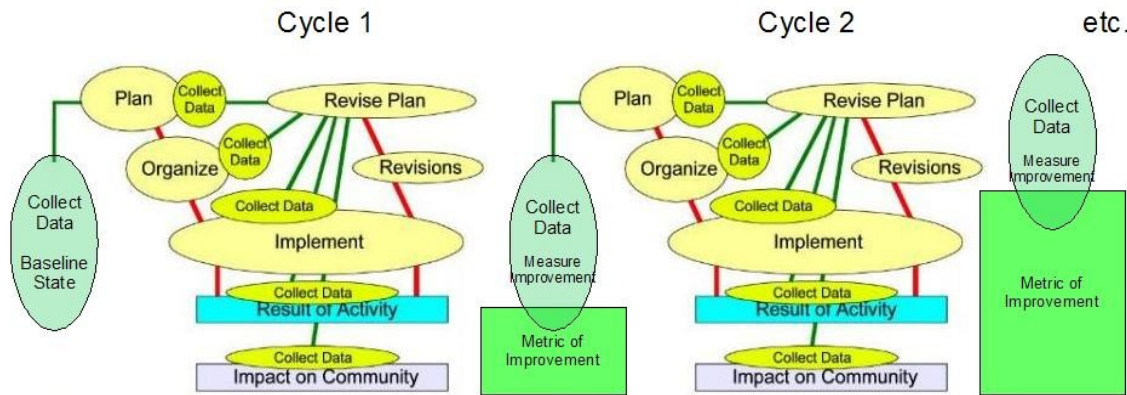 Cycle 1
Cycle 2
etc.
Collect
Data
Baseline
State
Plan
Collect
Data
Revise Plan
Organize
Collect
Data
Revisions
Collect Data
Implement
Collect Data
Result of Activity
Collect Data
Impact on Community
Collect
Data
Measure
Improvement
Metric of
Improvement
Plan
Collect
Data
Revise Plan
Organize
Collect
Data
Revisions
Collect Data
Implement
Collect Data
Result of Activity
Collect Data
Impact on Community
Collect
Data
Measure
Improvement
Metric of
Improvement